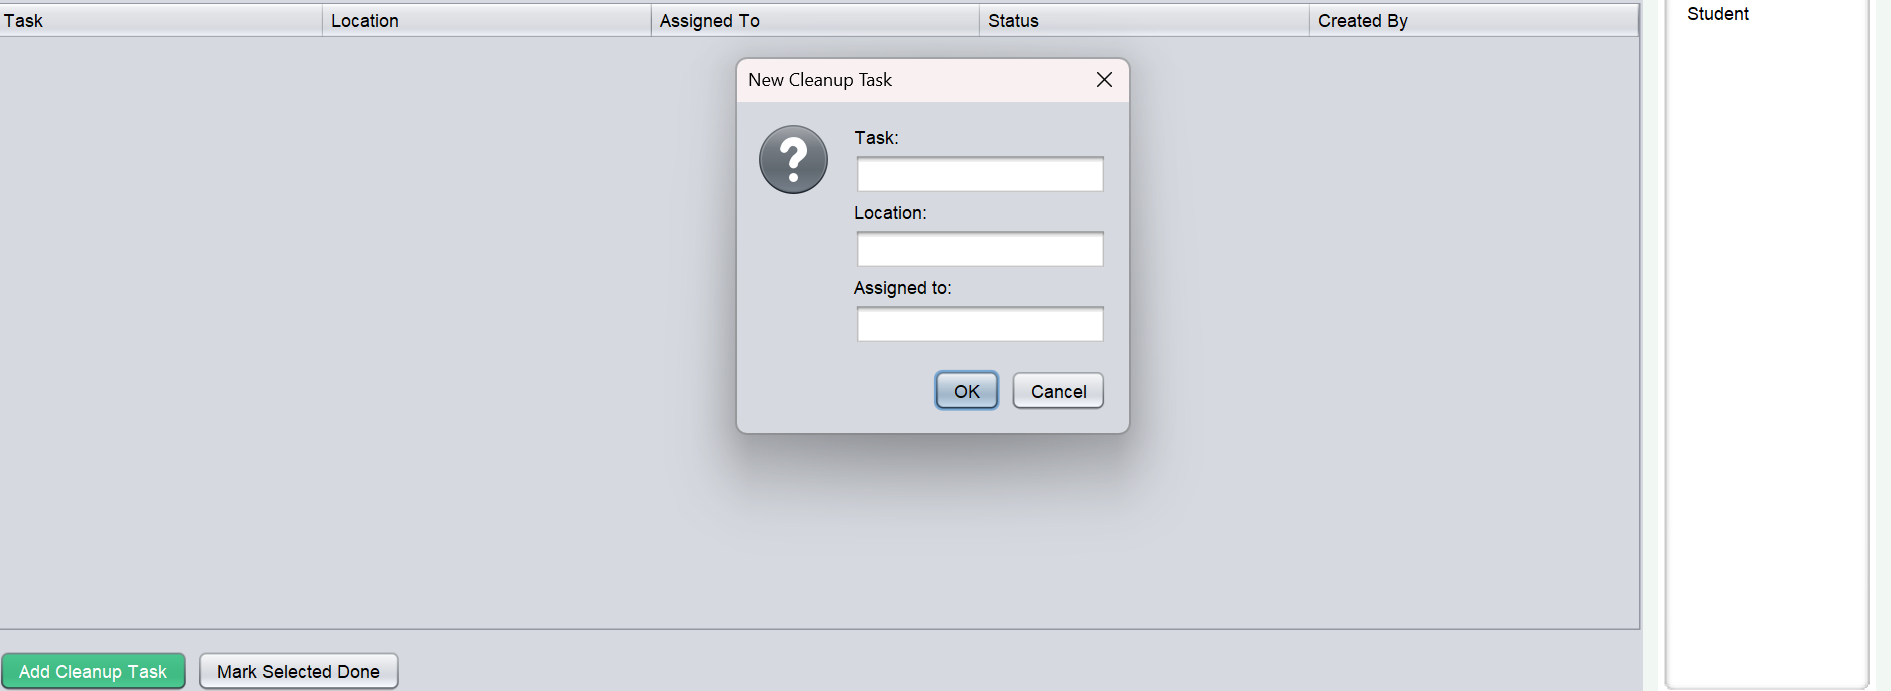 Task Location Assigned To Status Created By
Student
New Cleanup Task
?
Task:
Location:
Assigned to:
OK Cancel
Add Cleanup Task Mark Selected Done